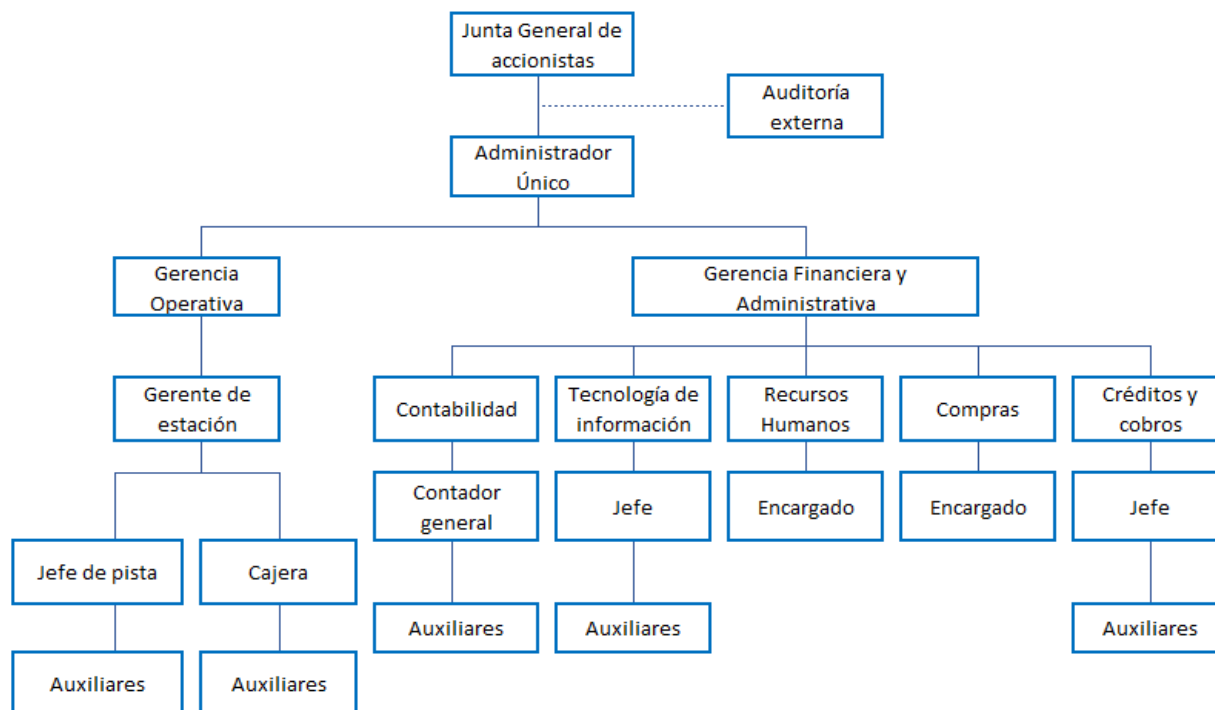 Junta General de
accionistas
Auditoría
externa
Administrador
Único
Gerencia
Operativa
Gerencia Financiera y
Administrativa
Gerente de
estación
Contabilidad
Tecnología de
información
Recursos
Humanos
Compras
Créditos y
cobros
Contador
general
Jefe
Encargado
Encargado
Jefe
Jefe de pista
Cajera
Auxiliares
Auxiliares
Auxiliares
Auxiliares
Auxiliares